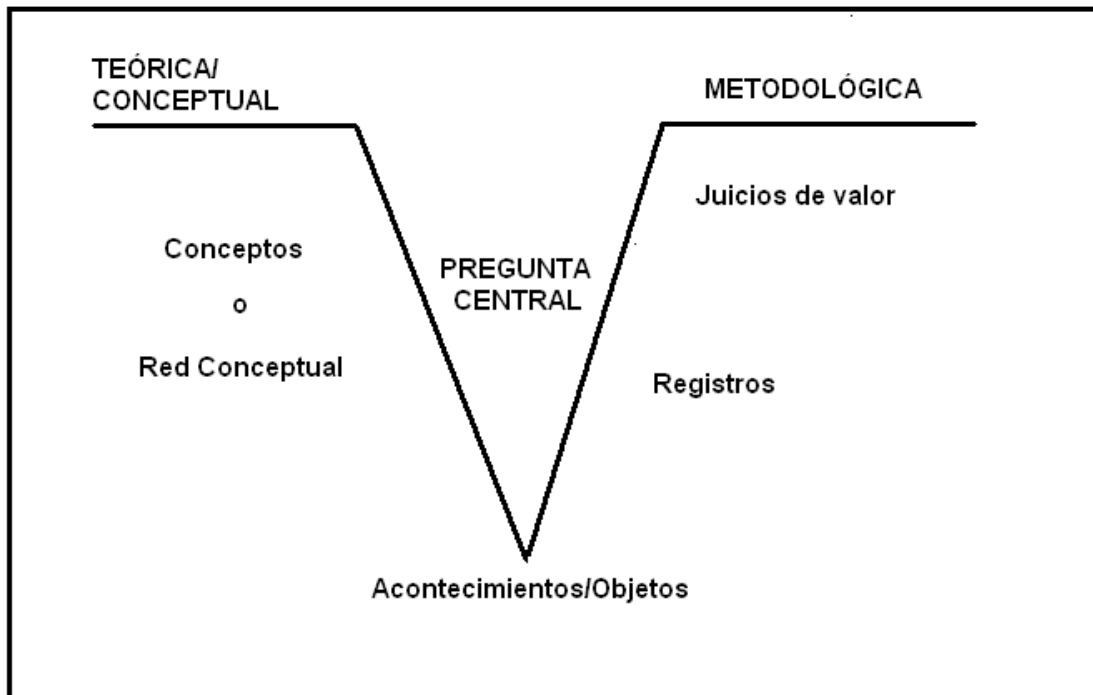 TEÓRICA/
CONCEPTUAL
METODOLÓGICA
Juicios de valor
Conceptos
o
Red Conceptual
PREGUNTA
CENTRAL
Registros
Acontecimientos/Objetos